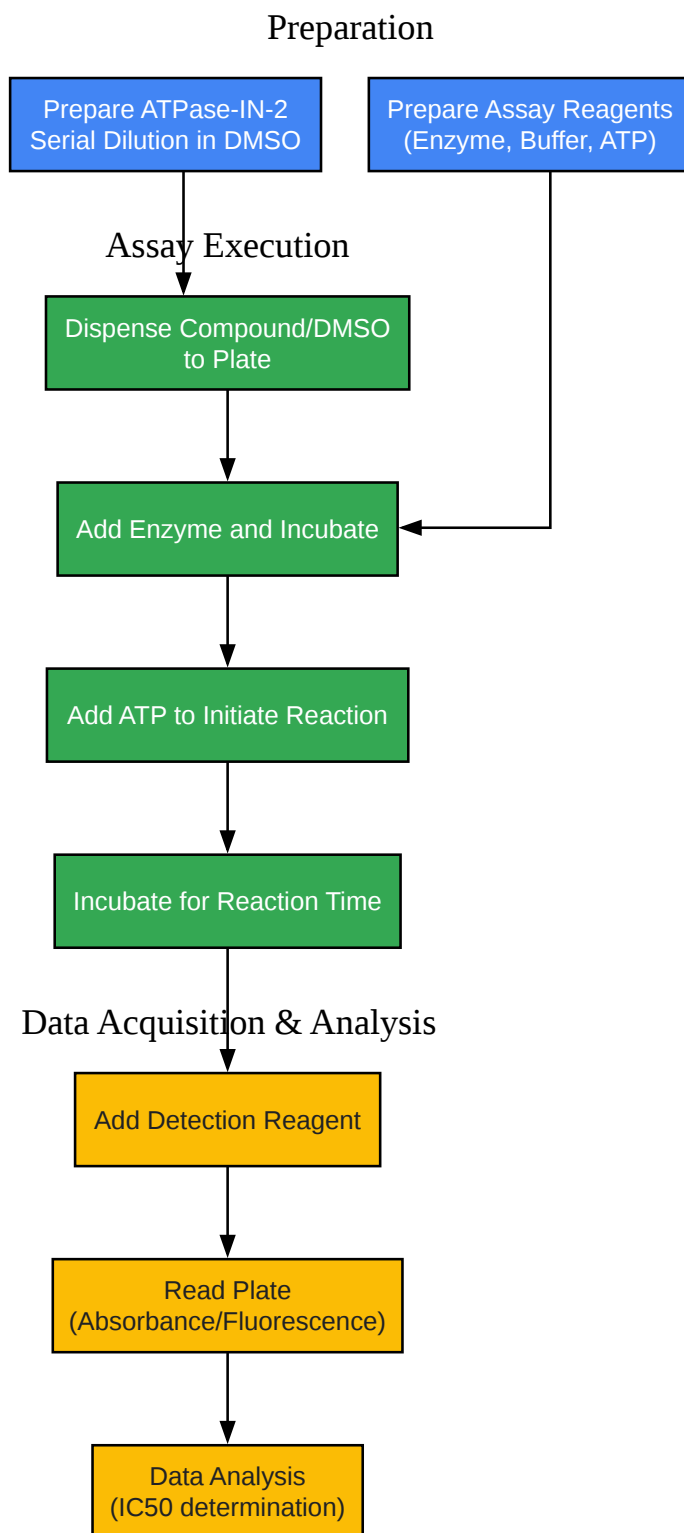 Preparation
Prepare ATPase-IN-2
Serial Dilution in DMSO
Prepare Assay Reagents
(Enzyme, Buffer, ATP)
Assay Execution
Dispense Compound/DMSO
to Plate
Add Enzyme and Incubate
Add ATP to Initiate Reaction
Incubate for Reaction Time
Data Acquisition & Analysis
Add Detection Reagent
Read Plate
(Absorbance/Fluorescence)
Data Analysis
(IC50 determination)